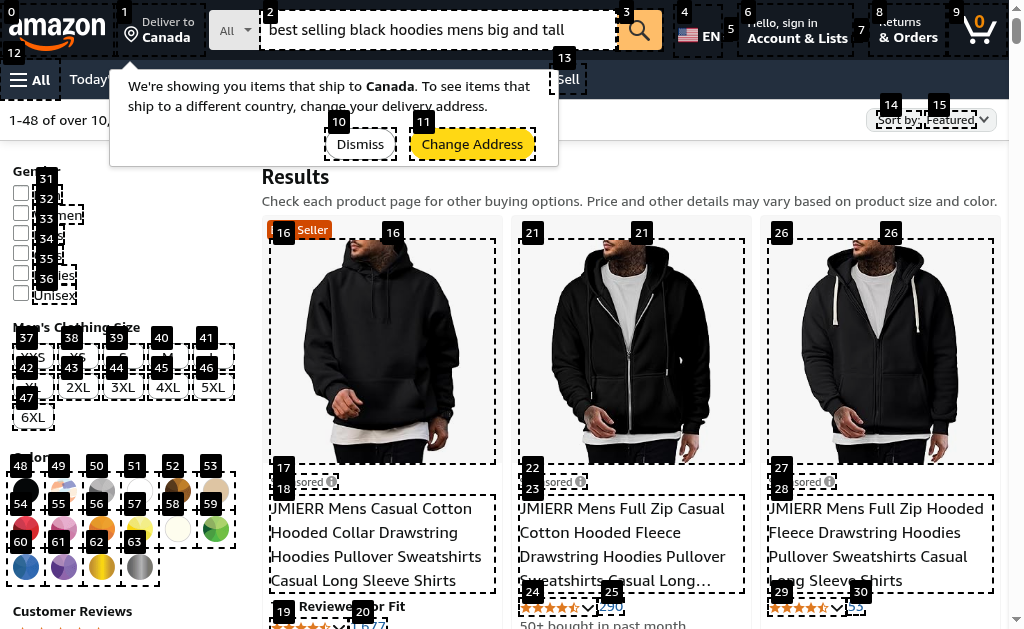 0 1 2 3 4 5 6 7 8 9
amazon
Deliver to
Canada
All
best selling black hoodies mens big and tall
EN
Hello, sign in
Account & Lists
Returns
& Orders
0
12
13
All
Today'
Sell
We're showing you items that ship to Canada. To see items that
ship to a different country, change your delivery address.
10 11
Dismiss
Change Address
14 15
1-48 of over 10,
Sort by: Featured
Results
Check each product page for other buying options. Price and other details may vary based on product size and color.
31
32
33
34
35
36
Unisex
Men's Clothing Size
37 38 39 40 41
XXS XS S M L
42 43 44 45 46
XL 2XL 3XL 4XL 5XL
47
6XL
48 49 50 51 52 53
54 55 56 57 58 59
60 61 62 63
Customer Reviews
Seller
16 16
17
18
JMIERR Mens Casual Cotton
Hooded Collar Drawstring
Hoodies Pullover Sweatshirts
Casual Long Sleeve Shirts
Reviewed for Fit
19 20
1,677
21 21
22
23
JMIERR Mens Full Zip Casual
Cotton Hooded Fleece
Drawstring Hoodies Pullover
Sweatshirts Casual Long...
24 25
290
50+ bought in past month
26 26
27
28
JMIERR Mens Full Zip Hooded
Fleece Drawstring Hoodies
Pullover Sweatshirts Casual
Long Sleeve Shirts
29 30
53